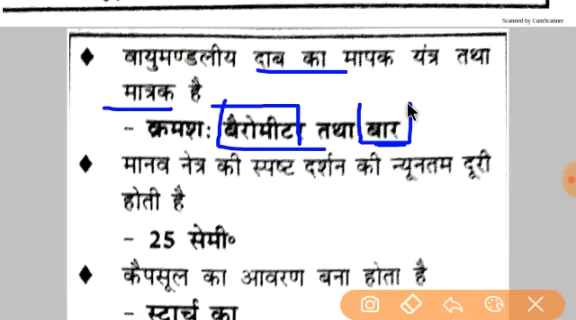 Scanned by CamScanner
♦ वायुमण्डलीय दाब का मापक यंत्र तथा
मात्रक है
- क्रमशः बैरोमीटर तथा बार
♦ मानव नेत्र की स्पष्ट दर्शन की न्यूनतम दूरी
होती है
- 25 सेमी॰
♦ कैपसूल का आवरण बना होता है
- स्टार्च का